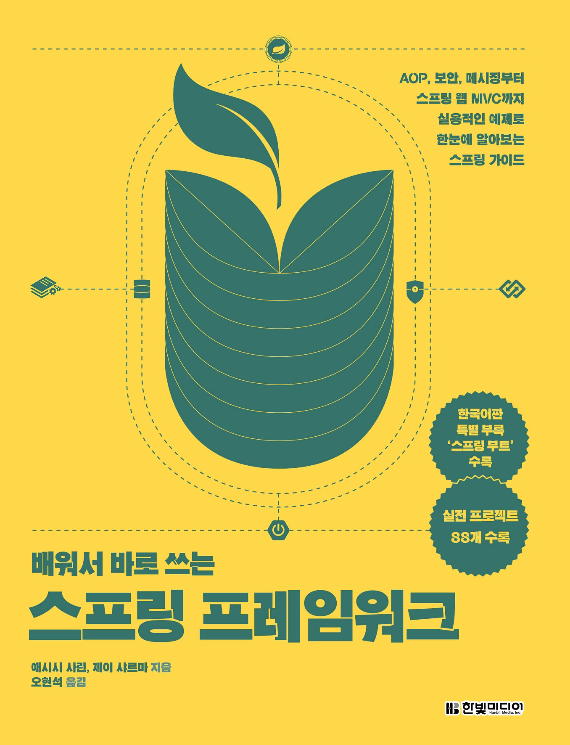 AOP, 보안, 메시징부터
스프링 웹 MVC까지
실용적인 예제로
한눈에 알아보는
스프링 가이드
한국어판
특별 부록
‘스프링 부트’
수록
실전 프로젝트
88개 수록
배워서 바로 쓰는
스프링 프레임워크
애시시 사린, 제이 샤르마 지음
오현석 옮김
한빛미디어
Hanbit Media, Inc.